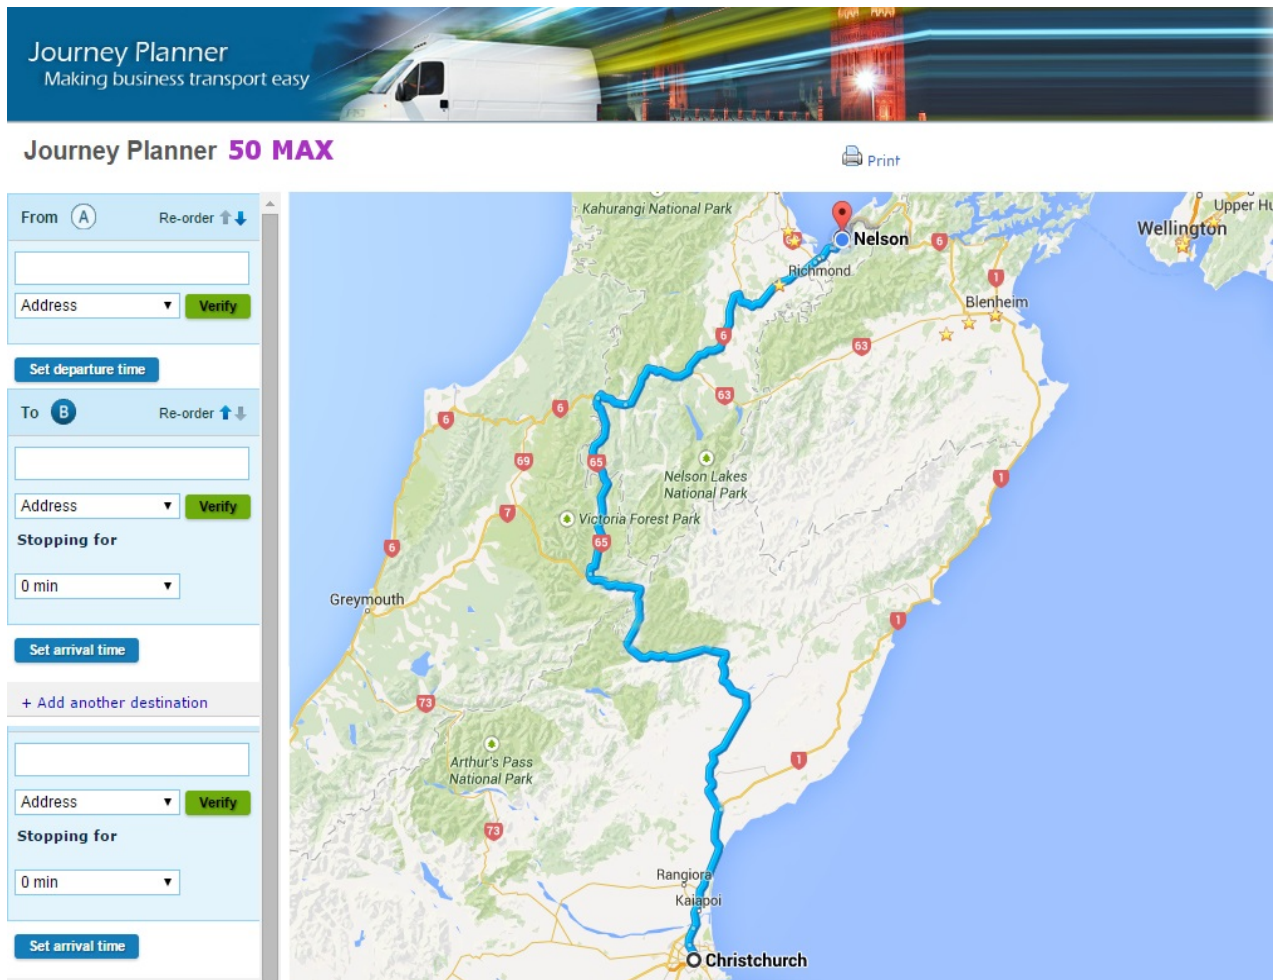 Journey Planner
Making business transport easy
Journey Planner 50 MAX
Print
From A
Re-order
Address
Verify
Set departure time
To B
Re-order
Address
Verify
Stopping for
0 min
Set arrival time
+ Add another destination
Address
Verify
Stopping for
0 min
Set arrival time
Kahurangi National Park
Nelson
6
Richmond
Upper Hu
Wellington
1
Blenheim
6
63
63
6
6
69
65
Nelson Lakes
National Park
1
7
Victoria Forest Park
65
6
Greymouth
1
73
Arthur's Pass
National Park
1
73
Rangiora
Kaiapoi
Christchurch